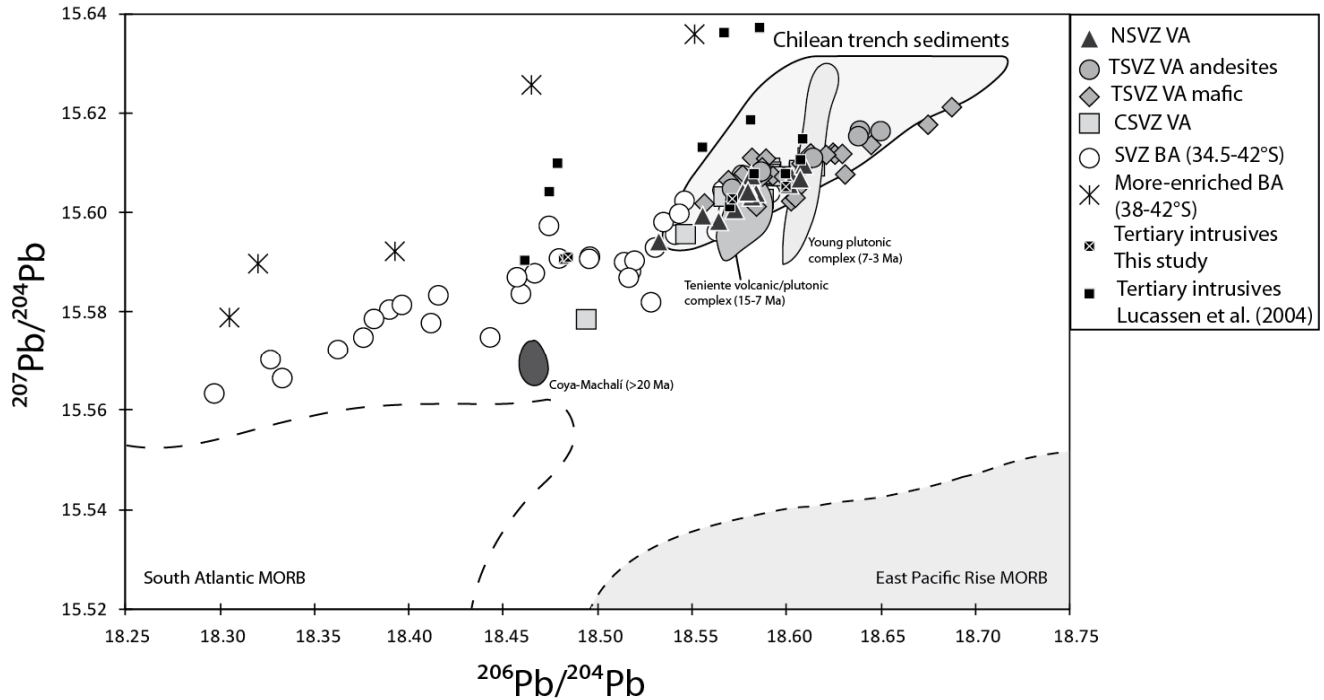 15.64
15.62
15.60
15.58
15.56
15.54
15.52
²⁰⁷Pb/²⁰⁴Pb
18.25 18.30 18.35 18.40 18.45 18.50 18.55 18.60 18.65 18.70 18.75
²⁰⁶Pb/²⁰⁴Pb
Chilean trench sediments
Young plutonic
complex (7-3 Ma)
Teniente volcanic/plutonic
complex (15-7 Ma)
Coya-Machalí (>20 Ma)
South Atlantic MORB
East Pacific Rise MORB
NSVZ VA
TSVZ VA andesites
TSVZ VA mafic
CSVZ VA
SVZ BA (34.5-42°S)
More-enriched BA
(38-42°S)
Tertiary intrusives
This study
Tertiary intrusives
Lucassen et al. (2004)